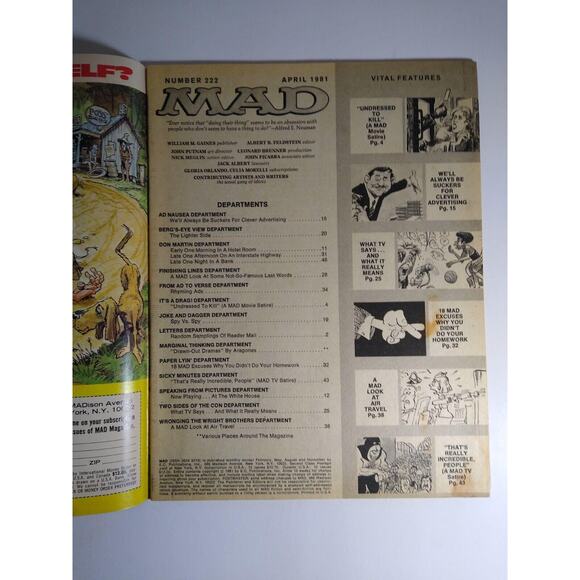 ELF?
POST
MADison Aven
York, N.Y. 10022
me on your subscrip
sues of MAD Magaz
ZIP
NUMBER 222
APRIL 1981
MAD
"Ever notice that "doing their thing" seems to be an obsession with
people who don't seem to have a thing to do?"—Alfred E. Neuman
WILLIAM M. GAINES publisher ALBERT B. FELDSTEIN editor
JOHN PUTNAM art director LEONARD BRENNER production
NICK MEGLIN senior editor JOHN FICARRA associate editor
JACK ALBERT lawsuits
GLORIA ORLANDO, CELIA MORELLI subscriptions
CONTRIBUTING ARTISTS AND WRITERS
the usual gang of idiots
DEPARTMENTS
AD NAUSEA DEPARTMENT
We'll Always Be Suckers For Clever Advertising 15
BERG'S-EYE VIEW DEPARTMENT
The Lighter Side 20
DON MARTIN DEPARTMENT
Early One Morning In A Hotel Room 11
Late One Afternoon On An Interstate Highway 31
Late One Night In A Bank 48
FINISHING LINES DEPARTMENT
A MAD Look At Some Not-So-Famous Last Words 28
FROM AD TO VERSE DEPARTMENT
Rhyming Ads 34
IT'S A DRAG! DEPARTMENT
"Undressed To Kill" (A MAD Movie Satire) 4
JOKE AND DAGGER DEPARTMENT
Spy Vs. Spy 19
LETTERS DEPARTMENT
Random Samplings Of Reader Mail 2
MARGINAL THINKING DEPARTMENT
"Drawn-Out Dramas" By Aragones **
PAPER LYIN' DEPARTMENT
18 MAD Excuses Why You Didn't Do Your Homework 32
SICKY MINUTES DEPARTMENT
"That's Really Incredible, People" (MAD TV Satire) 43
SPEAKING FROM PICTURES DEPARTMENT
Now Playing . . . At The White House 12
TWO SIDES OF THE CON DEPARTMENT
What TV Says . . . And What It Really Means 25
WRONGING THE WRIGHT BROTHERS DEPARTMENT
A MAD Look At Air Travel 38
**Various Places Around The Magazine
VITAL FEATURES
"UNDRESSED
TO
KILL"
(A MAD
Movie
Satire)
Pg. 4
WE'LL
ALWAYS BE
SUCKERS
FOR
CLEVER
ADVERTISING
Pg. 15
WHAT TV
SAYS . . .
AND
WHAT IT
REALLY
MEANS
Pg. 25
18 MAD
EXCUSES
WHY YOU
DIDN'T
DO YOUR
HOMEWORK
Pg. 32
A
MAD
LOOK
AT
AIR
TRAVEL
Pg. 38
"THAT'S
REALLY
INCREDIBLE,
PEOPLE"
(A MAD TV
Satire)
Pg. 43